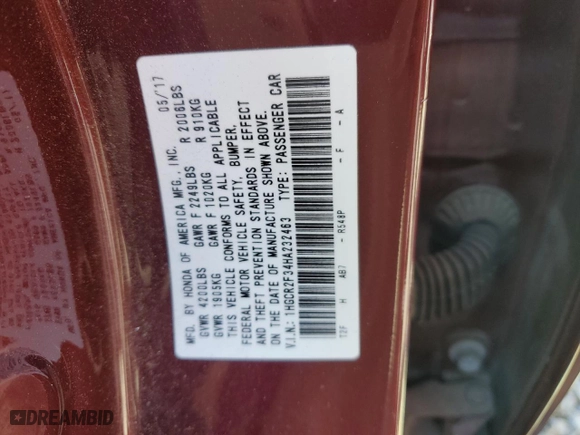 MFD. BY HONDA OF AMERICA MFG., INC. 05/17
GVWR 4200LBS GAWR F 2249LBS R 2006LBS
GVWR 1905KG GAWR F 1020KG R 910KG
THIS VEHICLE CONFORMS TO ALL APPLICABLE
FEDERAL MOTOR VEHICLE SAFETY, BUMPER,
AND THEFT PREVENTION STANDARDS IN EFFECT
ON THE DATE OF MANUFACTURE SHOWN ABOVE.
V.I.N.: 1HGCR2F34HA232463 TYPE: PASSENGER CAR
T2F H AB7 - R548P - F - A
DREAMBID